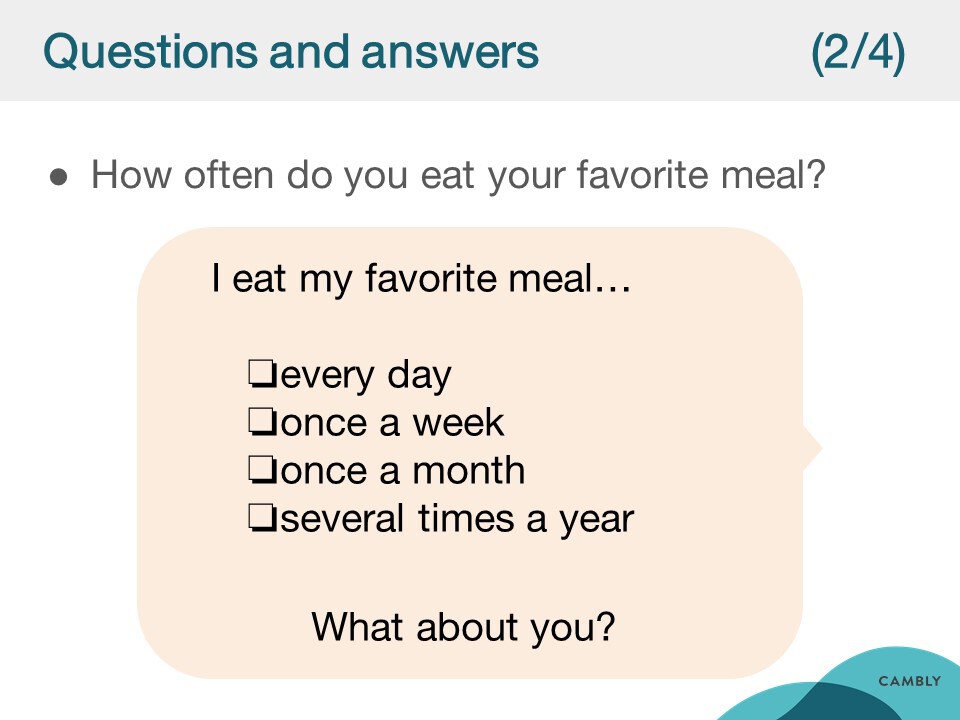 Questions and answers (2/4)
● How often do you eat your favorite meal?
I eat my favorite meal…
❏every day
❏once a week
❏once a month
❏several times a year
What about you?
CAMBLY